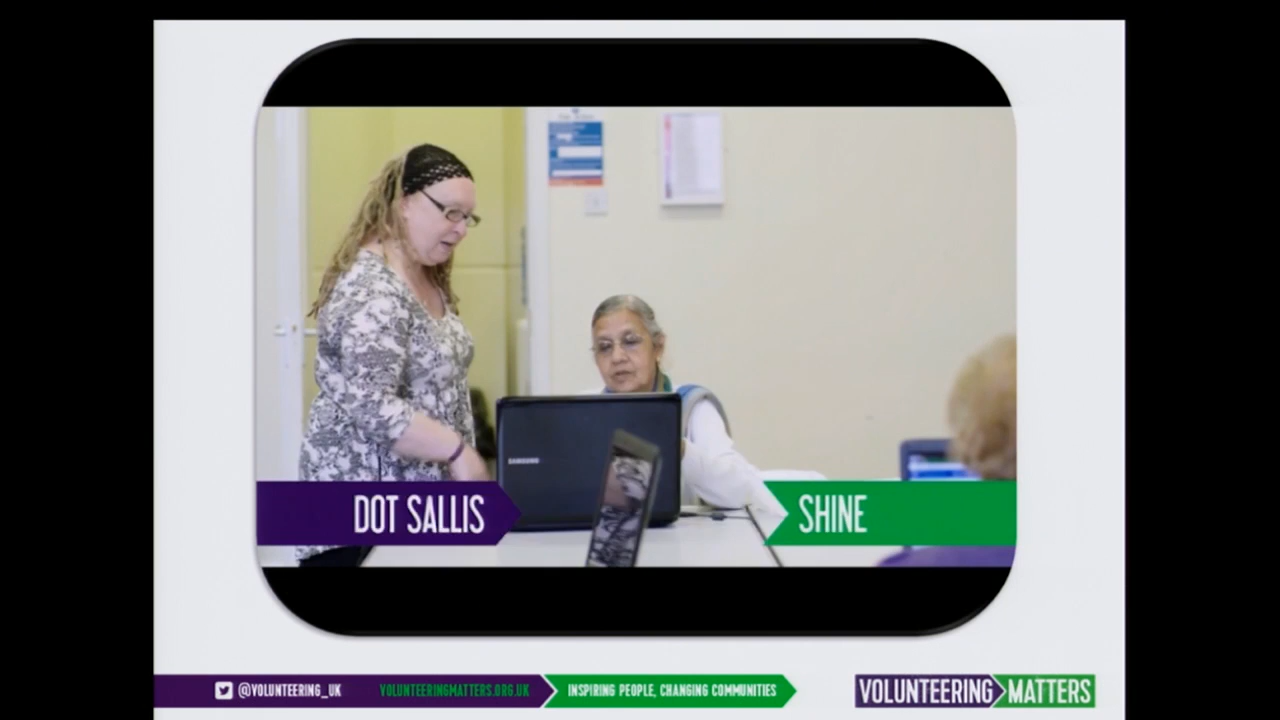 SAMSUNG
DOT SALLIS
SHINE
@VOLUNTEERING_UK
VOLUNTEERINGMATTERS.ORG.UK
INSPIRING PEOPLE, CHANGING COMMUNITIES
VOLUNTEERING MATTERS